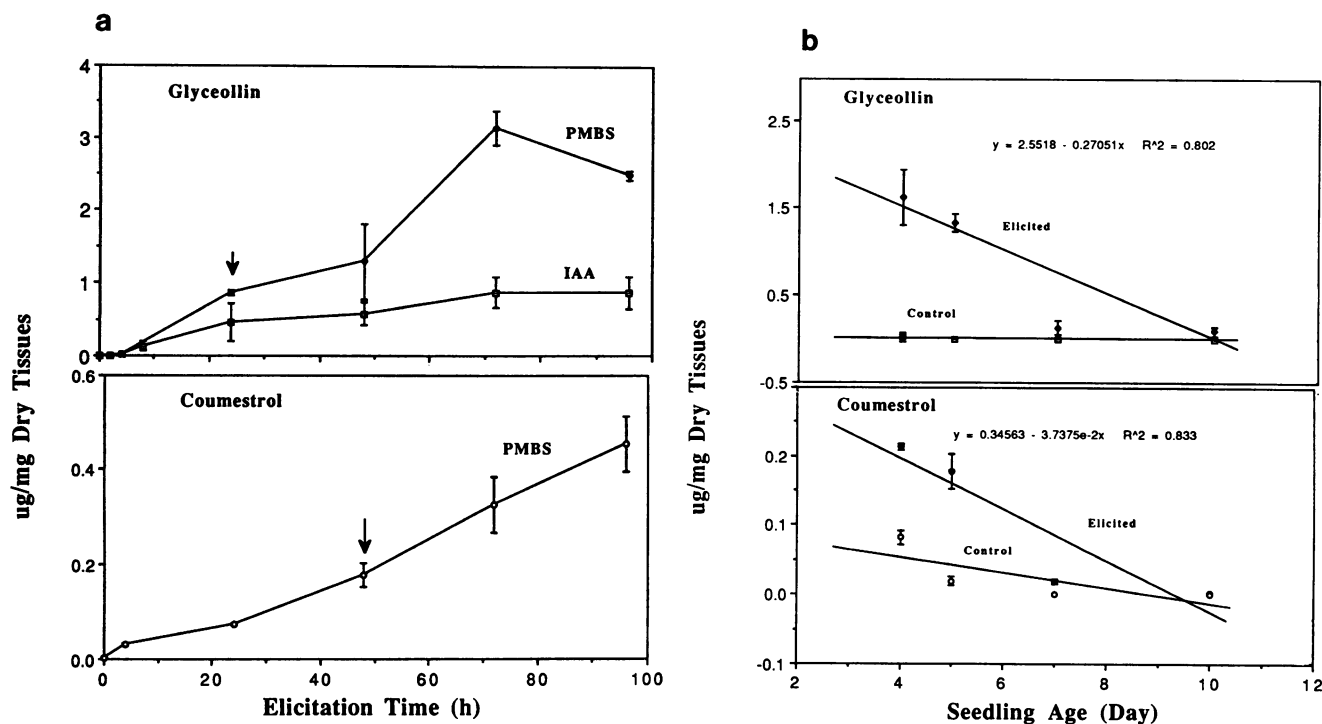 a
4
3
2
1
0
Glyceollin
PMBS
IAA
0.6
0.4
0.2
0.0
Coumestrol
PMBS
0
20
40
60
80
100
Elicitation Time (h)
ug/mg Dry Tissues
b
2.5
1.5
0.5
-0.5
Glyceollin
y = 2.5518 - 0.27051x R^2 = 0.802
Elicited
Control
0.2
0.1
0.0
-0.1
Coumestrol
y = 0.34563 - 3.7375e-2x R^2 = 0.833
Elicited
Control
2
4
6
8
10
12
Seedling Age (Day)
ug/mg Dry Tissues